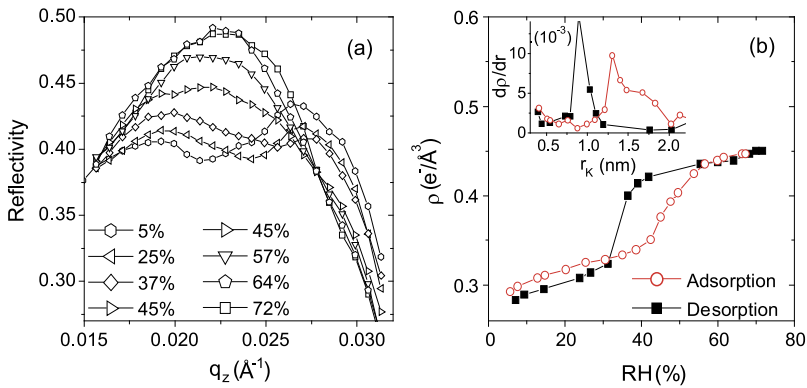 (a)
0.50
0.45
0.40
0.35
0.30
Reflectivity
5%
25%
37%
45%
45%
57%
64%
72%
0.015 0.020 0.025 0.030
q_z (Å⁻¹)
(b)
0.6
0.5
0.4
0.3
ρ (e⁻/Å³)
(10⁻³)
10
5
0
dρ/dr
0.5 1.0 1.5 2.0
r_K (nm)
Adsorption
Desorption
0 20 40 60 80
RH(%)